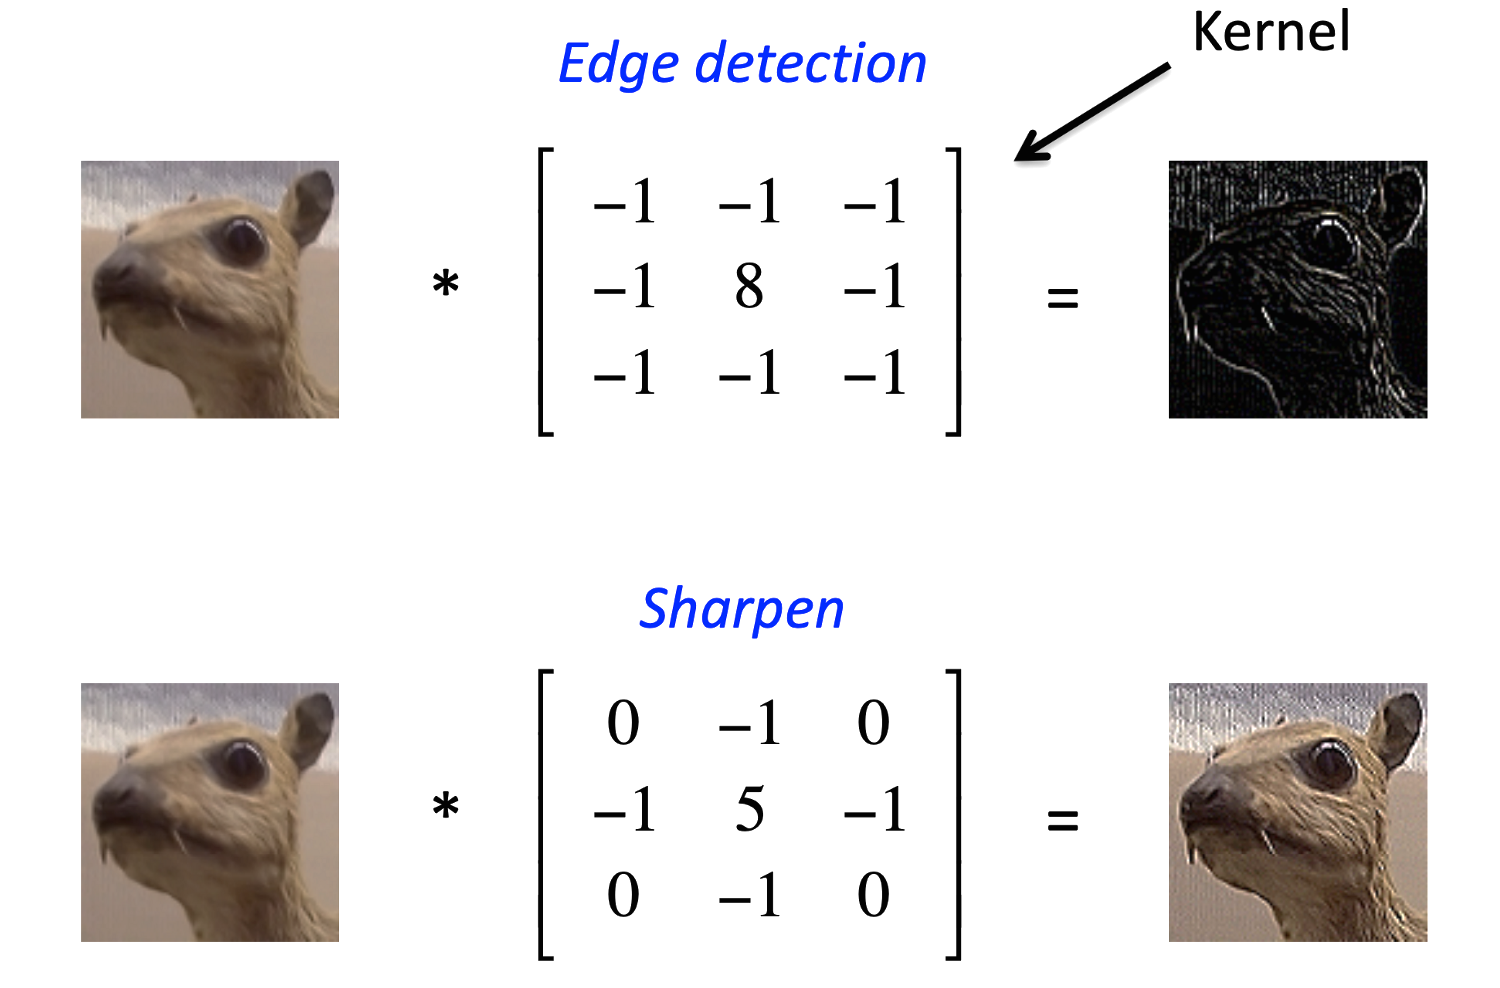 Kernel
Edge detection
−1 −1 −1
* −1 8 −1 =
−1 −1 −1
Sharpen
0 −1 0
* −1 5 −1 =
0 −1 0